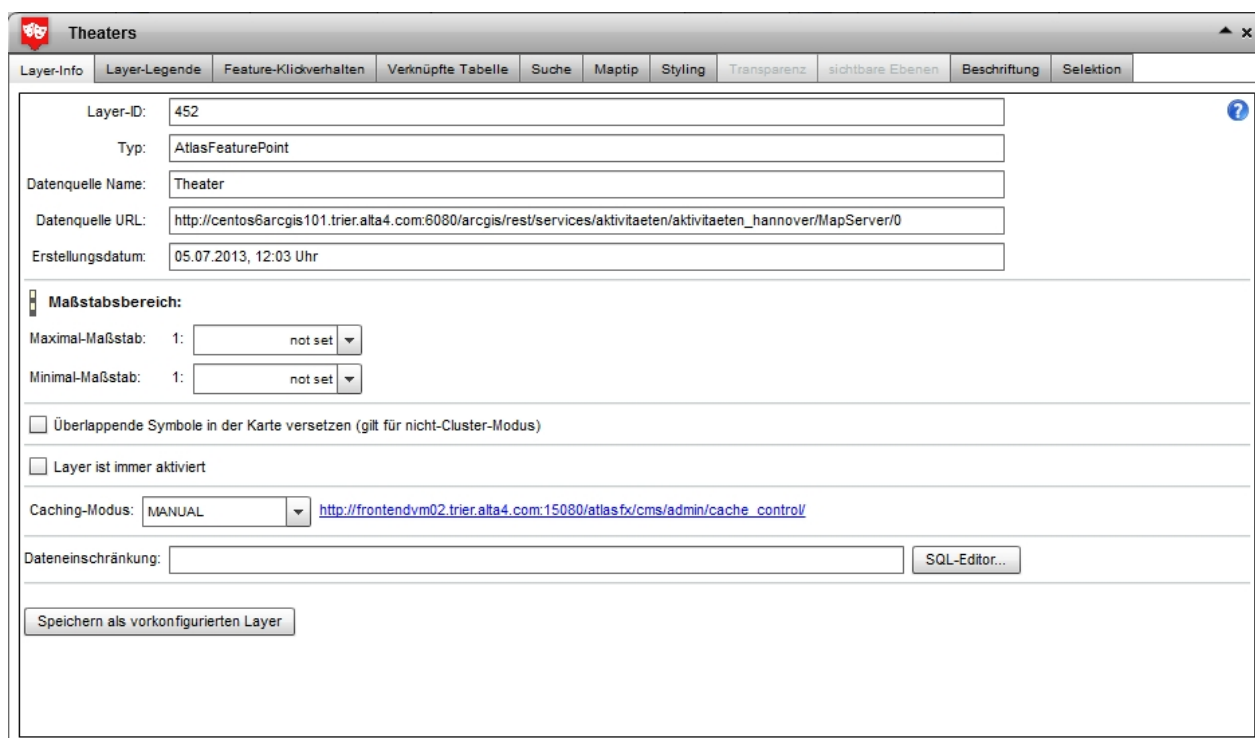 Theaters
Layer-Info Layer-Legende Feature-Klickverhalten Verknüpfte Tabelle Suche Maptip Styling Transparenz sichtbare Ebenen Beschriftung Selektion
Layer-ID: 452
Typ: AtlasFeaturePoint
Datenquelle Name: Theater
Datenquelle URL: http://centos6arcgis101.trier.alta4.com:6080/arcgis/rest/services/aktivitaeten/aktivitaeten_hannover/MapServer/0
Erstellungsdatum: 05.07.2013, 12:03 Uhr
Maßstabsbereich:
Maximal-Maßstab: 1: not set
Minimal-Maßstab: 1: not set
Überlappende Symbole in der Karte versetzen (gilt für nicht-Cluster-Modus)
Layer ist immer aktiviert
Caching-Modus: MANUAL http://frontendvm02.trier.alta4.com:15080/atlasfx/cms/admin/cache_control/
Dateneinschränkung: SQL-Editor...
Speichern als vorkonfigurierten Layer